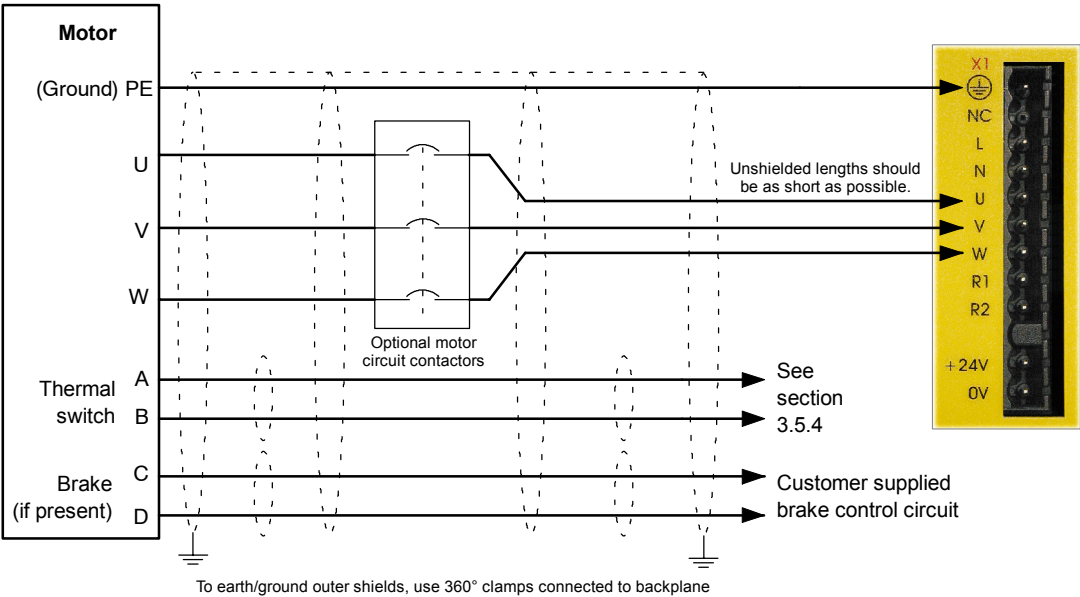 Motor
(Ground) PE
U
V
W
Optional motor
circuit contactors
Unshielded lengths should
be as short as possible.
Thermal
switch
A
B
See
section
3.5.4
Brake
(if present)
C
D
Customer supplied
brake control circuit
X1
NC
L
N
U
V
W
R1
R2
+24V
0V
To earth/ground outer shields, use 360° clamps connected to backplane